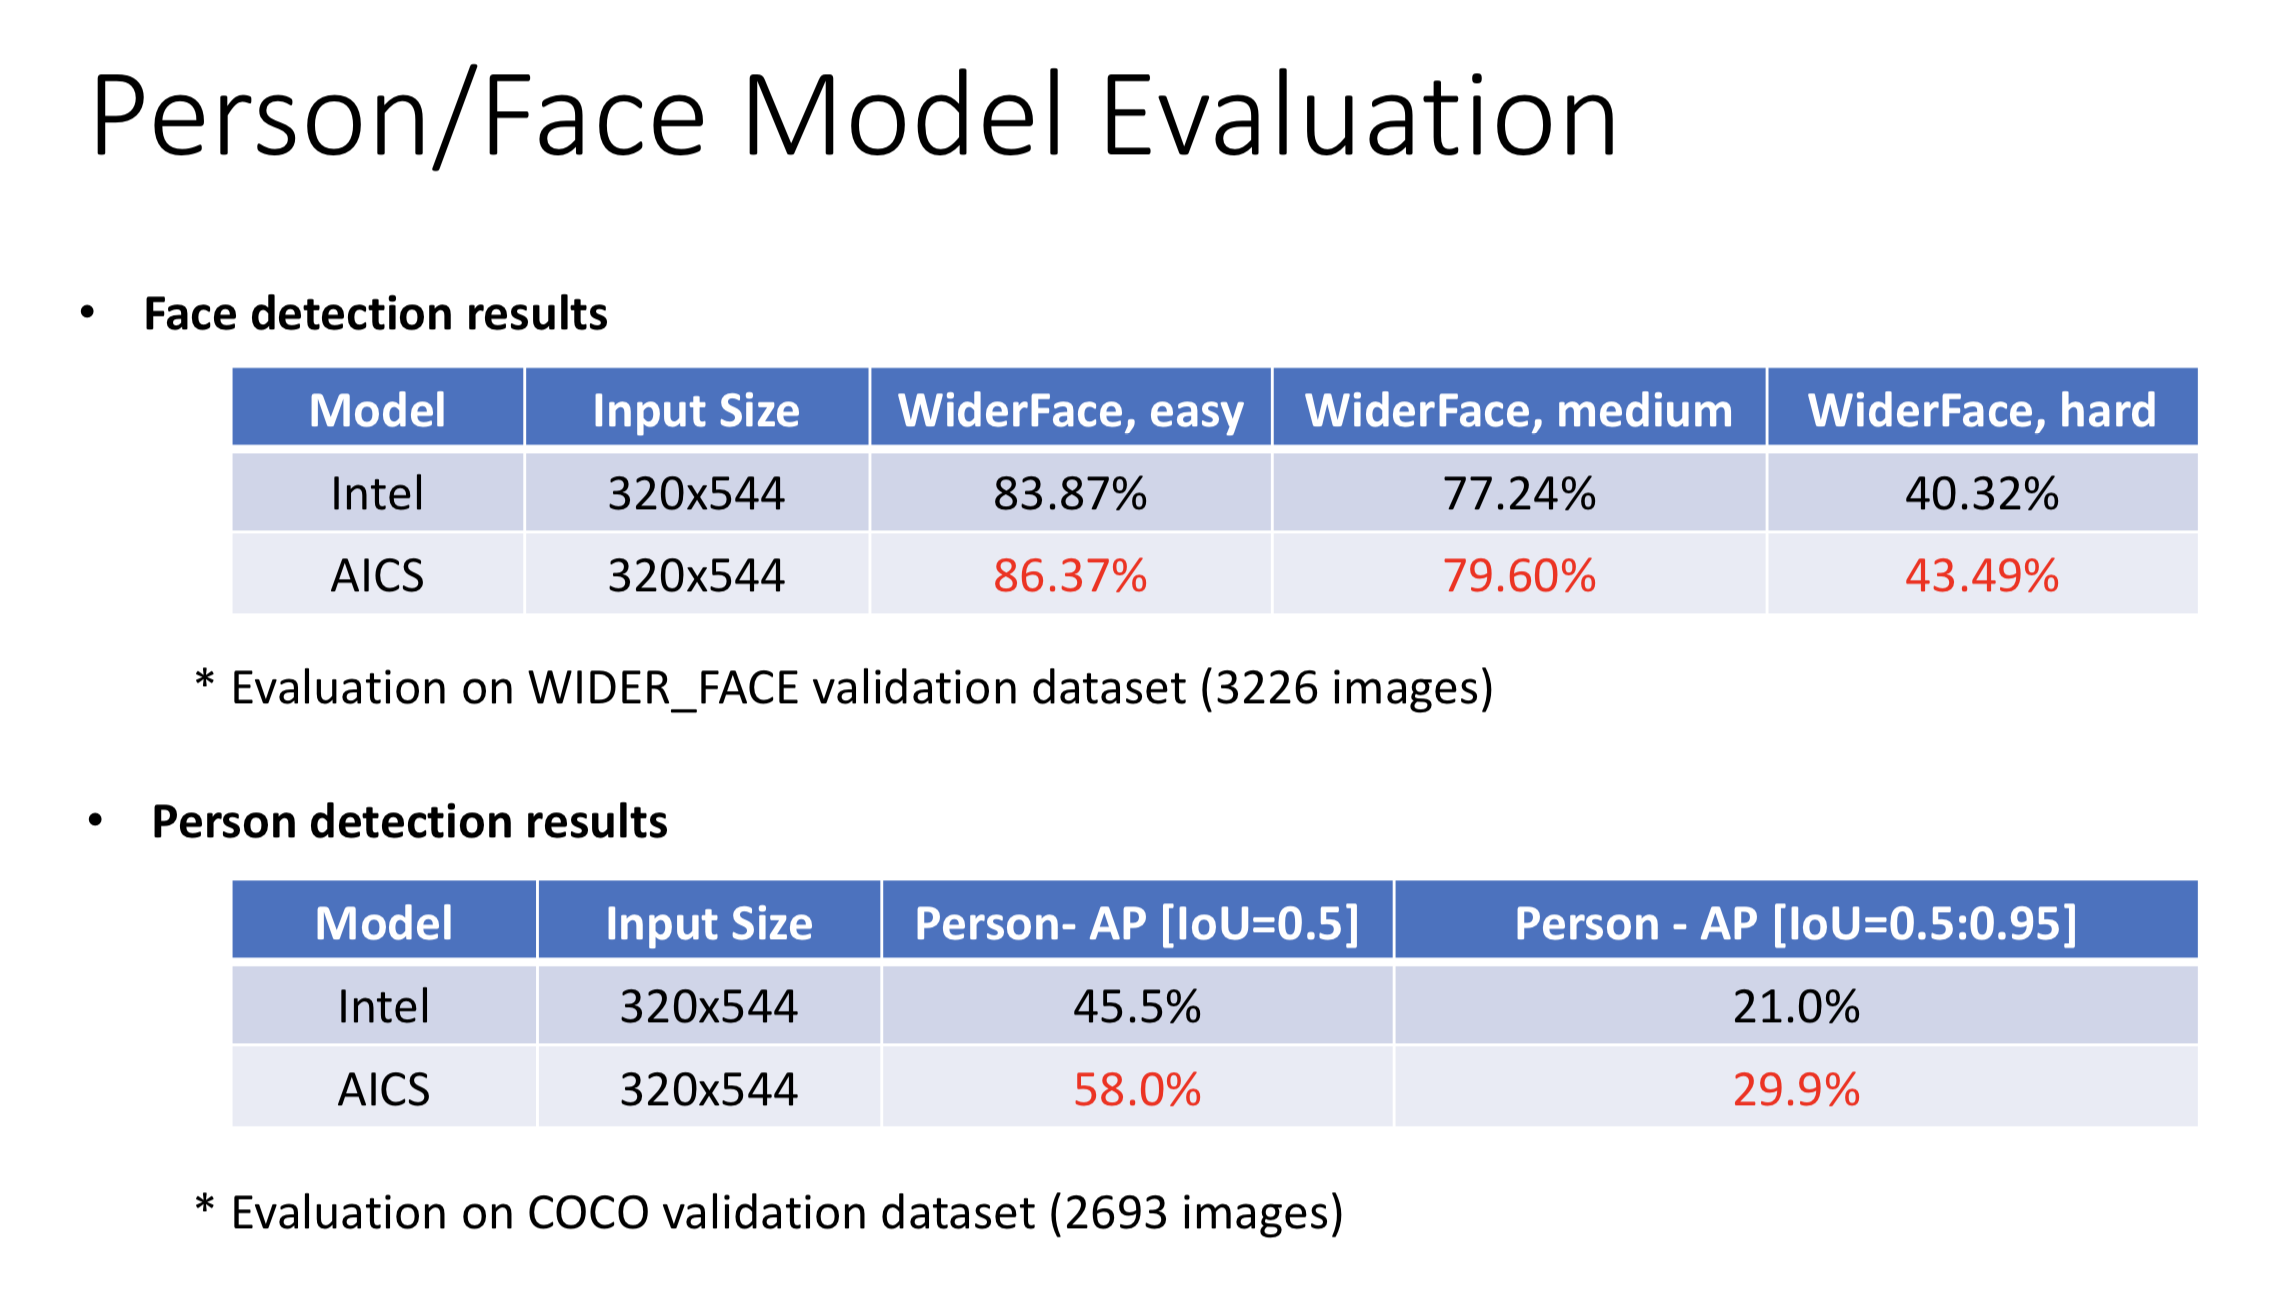 Person/Face Model Evaluation
• Face detection results
Model Input Size WiderFace, easy WiderFace, medium WiderFace, hard
Intel 320x544 83.87% 77.24% 40.32%
AICS 320x544 86.37% 79.60% 43.49%
* Evaluation on WIDER_FACE validation dataset (3226 images)
• Person detection results
Model Input Size Person- AP [IoU=0.5] Person - AP [IoU=0.5:0.95]
Intel 320x544 45.5% 21.0%
AICS 320x544 58.0% 29.9%
* Evaluation on COCO validation dataset (2693 images)